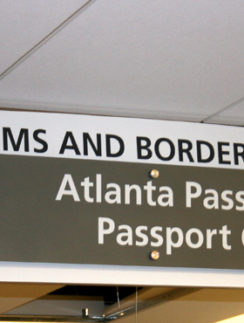 MS AND BORDER
Atlanta Pass
Passport